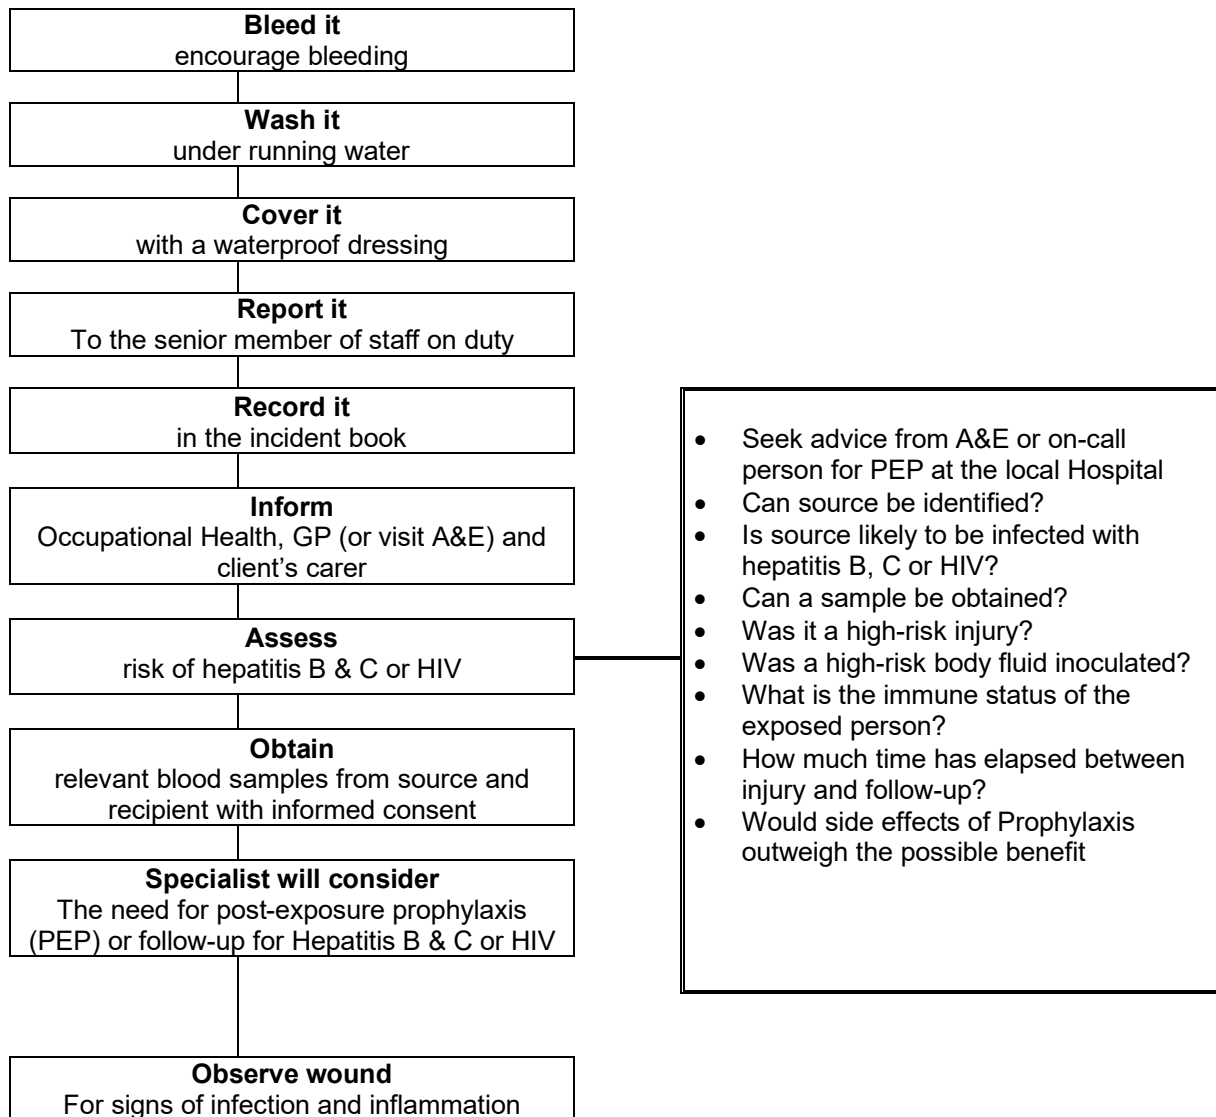 Bleed it
encourage bleeding
Wash it
under running water
Cover it
with a waterproof dressing
Report it
To the senior member of staff on duty
Record it
in the incident book
Inform
Occupational Health, GP (or visit A&E) and
client’s carer
Assess
risk of hepatitis B & C or HIV
Obtain
relevant blood samples from source and
recipient with informed consent
Specialist will consider
The need for post-exposure prophylaxis
(PEP) or follow-up for Hepatitis B & C or HIV
Observe wound
For signs of infection and inflammation
• Seek advice from A&E or on-call
person for PEP at the local Hospital
• Can source be identified?
• Is source likely to be infected with
hepatitis B, C or HIV?
• Can a sample be obtained?
• Was it a high-risk injury?
• Was a high-risk body fluid inoculated?
• What is the immune status of the
exposed person?
• How much time has elapsed between
injury and follow-up?
• Would side effects of Prophylaxis
outweigh the possible benefit